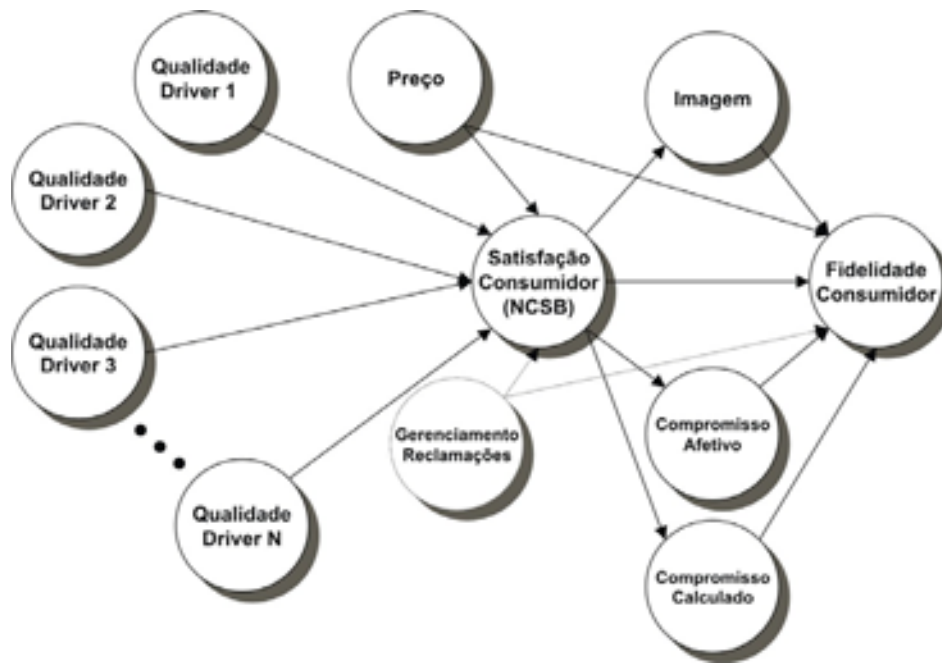 Qualidade
Driver 1
Preço
Imagem
Qualidade
Driver 2
Satisfação
Consumidor
(NCSB)
Fidelidade
Consumidor
Qualidade
Driver 3
Gerenciamento
Reclamações
Compromisso
Afetivo
Qualidade
Driver N
Compromisso
Calculado